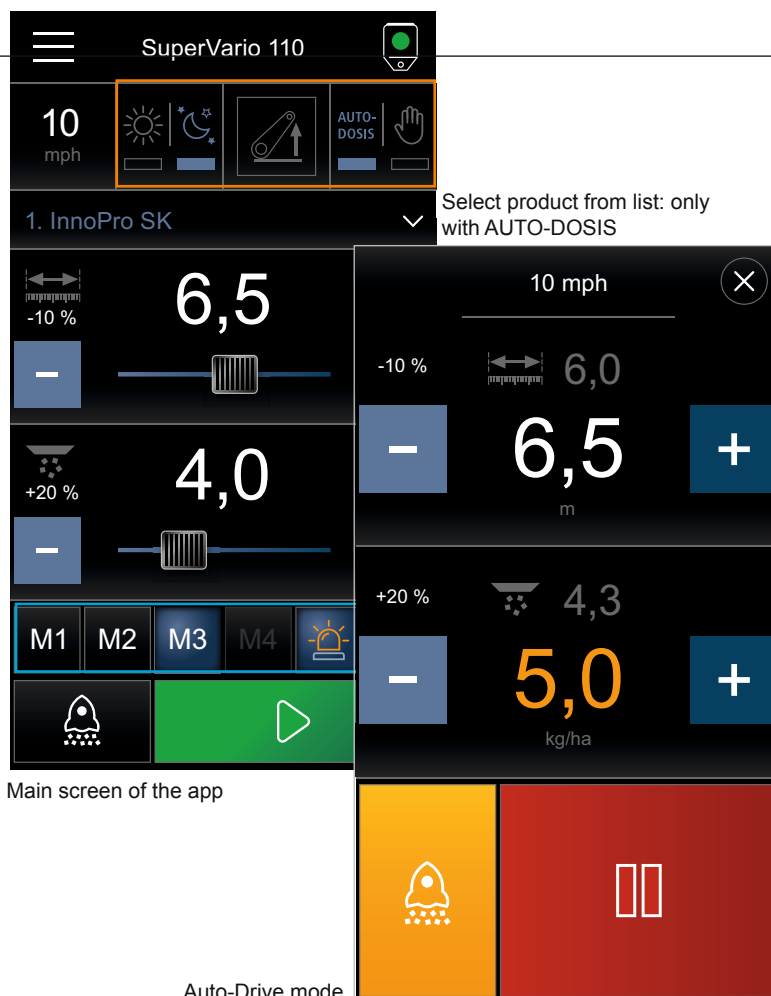 SuperVario 110
10
mph
AUTO-
DOSIS
Select product from list: only
with AUTO-DOSIS
1. InnoPro SK
-10 %
6,5
-
+20 %
4,0
-
M1 M2 M3 M4
Main screen of the app
10 mph
-10 %
6,0
- 6,5 +
m
+20 %
4,3
- 5,0 +
kg/ha
Auto-Drive mode